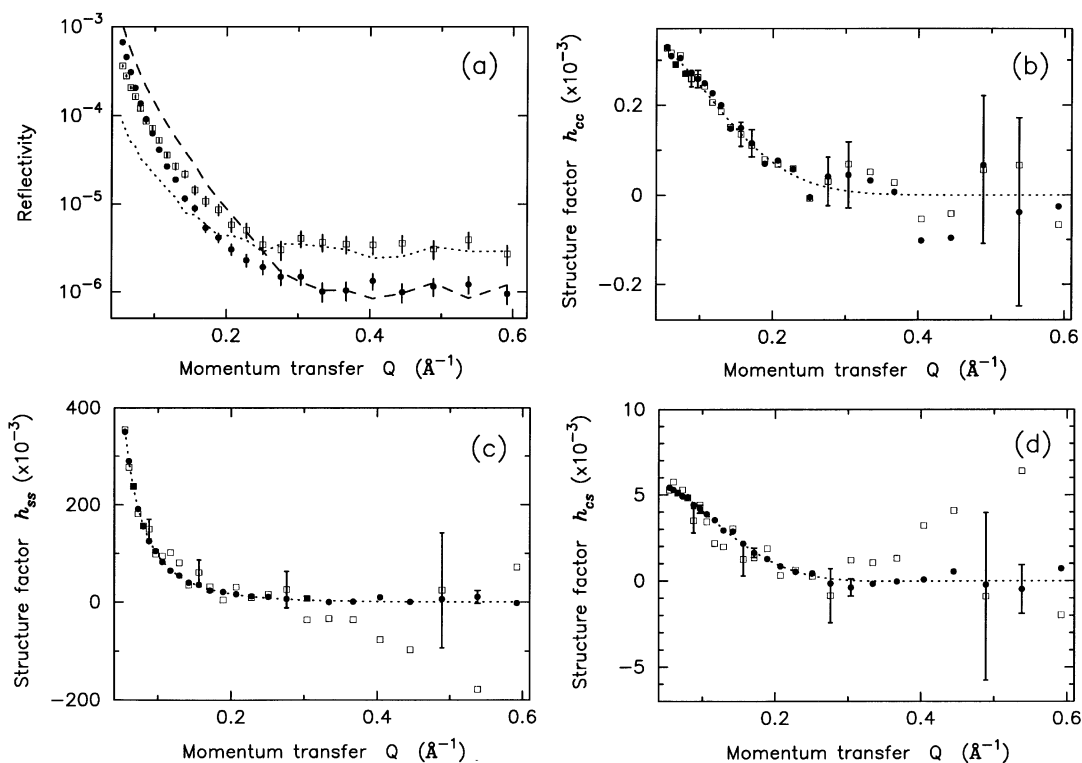 10⁻³
10⁻⁴
10⁻⁵
10⁻⁶
Reflectivity
(a)
0.2
0.4
0.6
Momentum transfer Q (Å⁻¹)
0.2
0
−0.2
Structure factor h_cc (x10⁻³)
(b)
0.2
0.4
0.6
Momentum transfer Q (Å⁻¹)
400
200
0
−200
Structure factor h_ss (x10⁻³)
(c)
0.2
0.4
0.6
Momentum transfer Q (Å⁻¹)
10
5
0
−5
Structure factor h_cs (x10⁻³)
(d)
0.2
0.4
0.6
Momentum transfer Q (Å⁻¹)